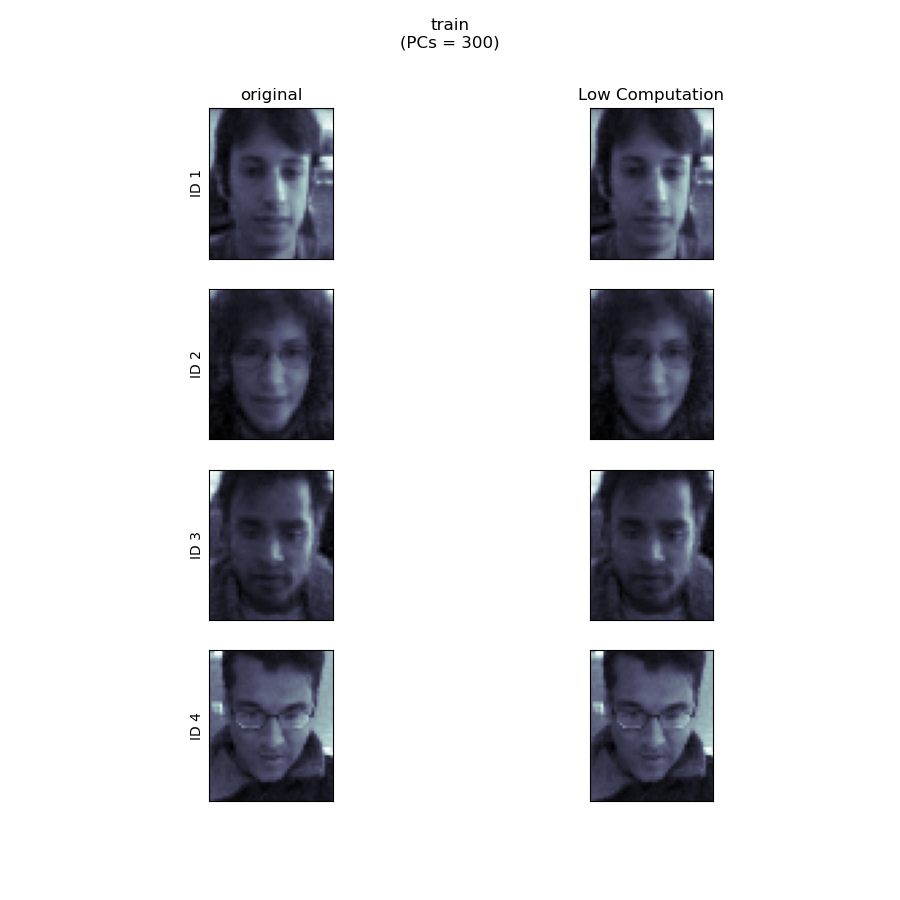 train
(PCs = 300)
original
Low Computation
ID 1
ID 2
ID 3
ID 4